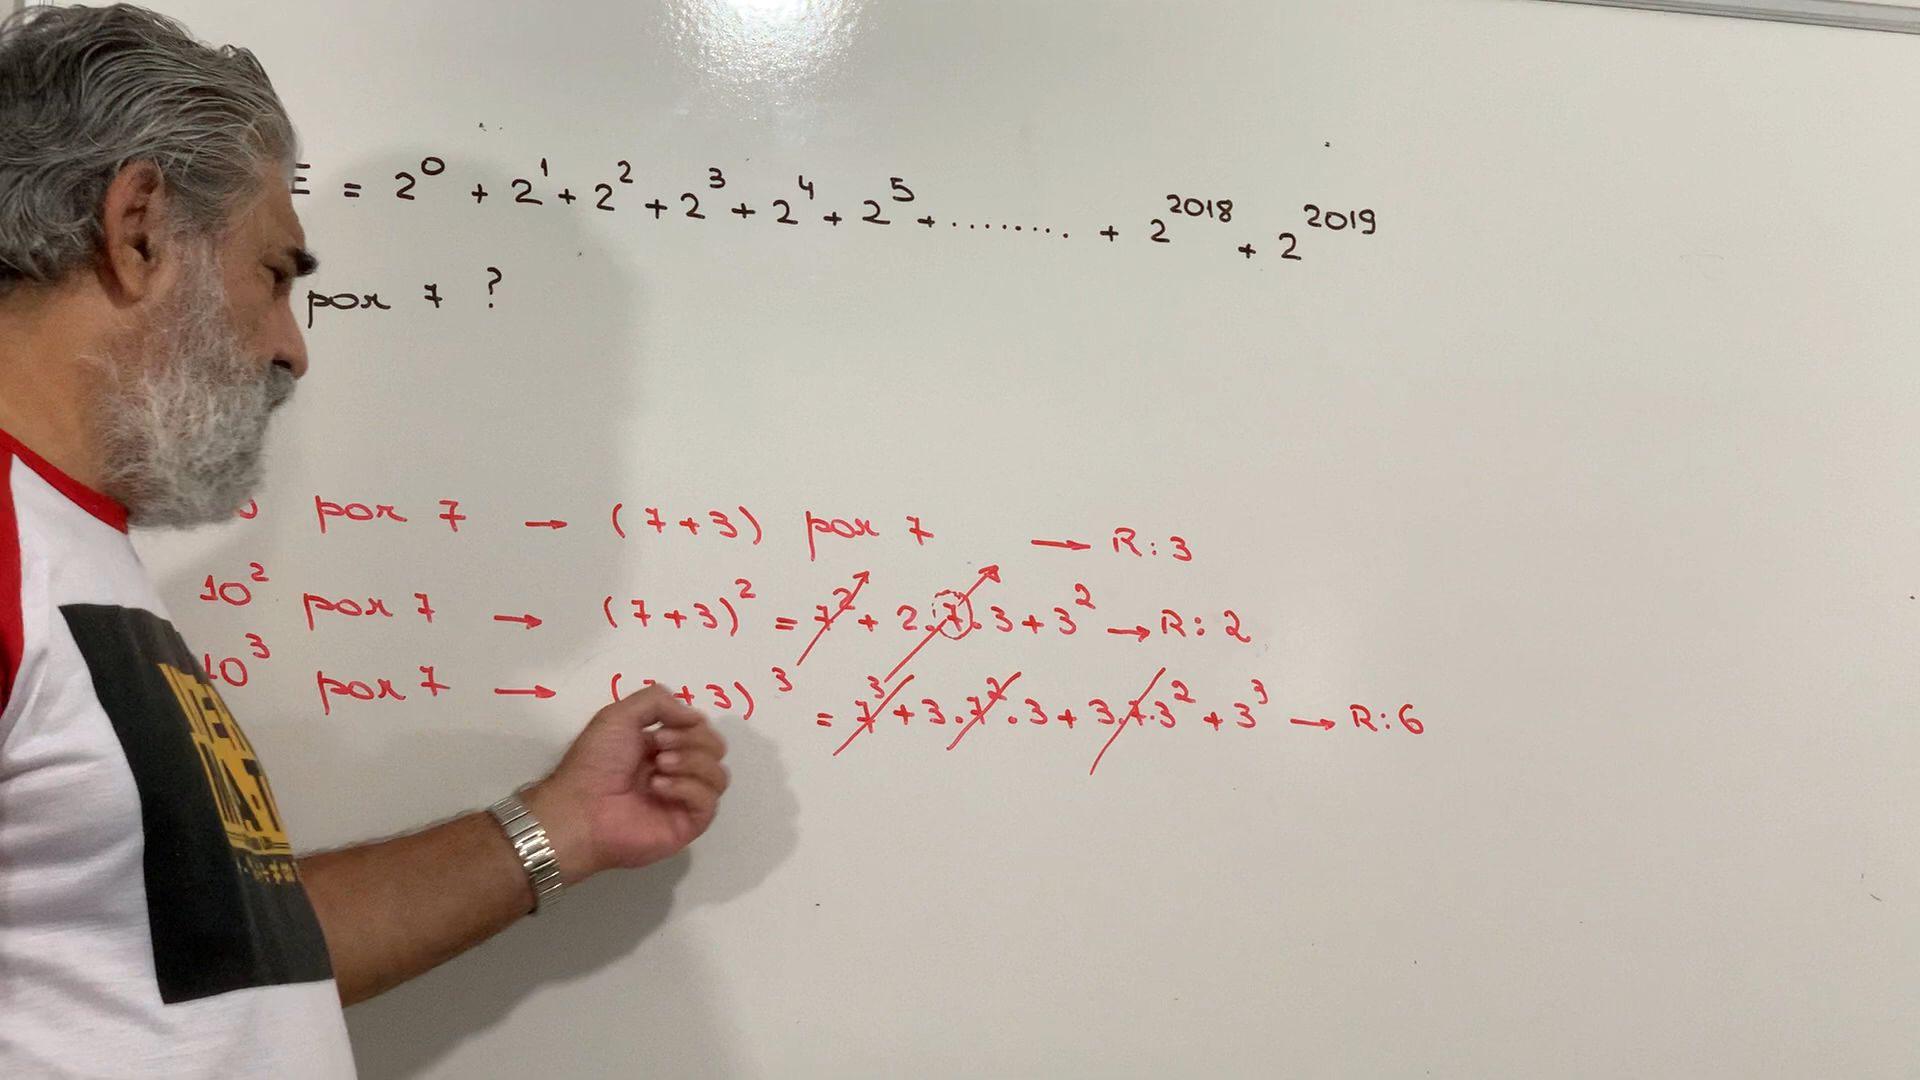 E = 2⁰ + 2¹ + 2² + 2³ + 2⁴ + 2⁵ + ........ + 2²⁰¹⁸ + 2²⁰¹⁹
por 7 ?
por 7 → (7+3) por 7 → R: 3
10² por 7 → (7+3)² = 7² + 2.7.3 + 3² → R: 2
10³ por 7 → (7+3)³ = 7³ + 3.7².3 + 3.7.3² + 3³ → R: 6